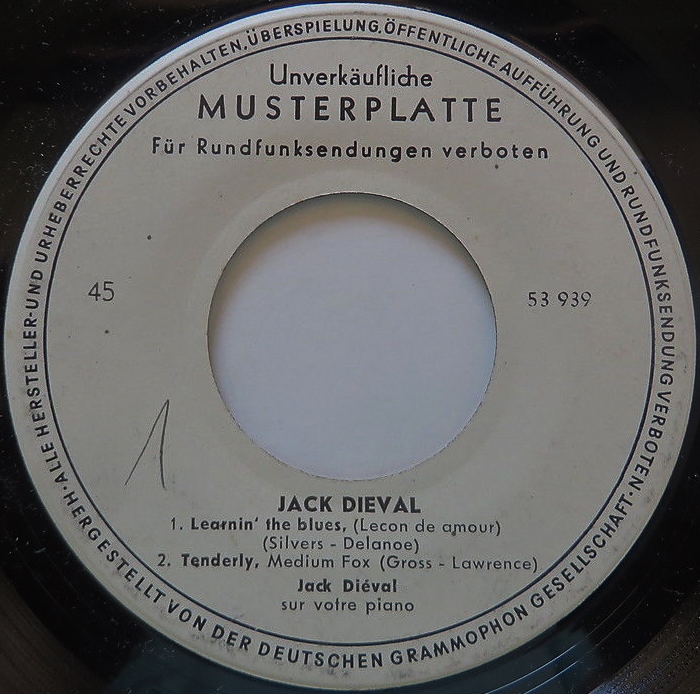 ALLE HERSTELLER-UND URHEBERRECHTE VORBEHALTEN, ÜBERSPIELUNG, ÖFFENTLICHE AUFFÜHRUNG UND RUNDFUNKSENDUNG VERBOTEN·
HERGESTELLT VON DER DEUTSCHEN GRAMMOPHON GESELLSCHAFT·
Unverkäufliche
MUSTERPLATTE
Für Rundfunksendungen verboten
45
53 939
1
JACK DIEVAL
1. Learnin' the blues, (Lecon de amour)
(Silvers - Delanoe)
2. Tenderly, Medium Fox (Gross - Lawrence)
Jack Diéval
sur votre piano